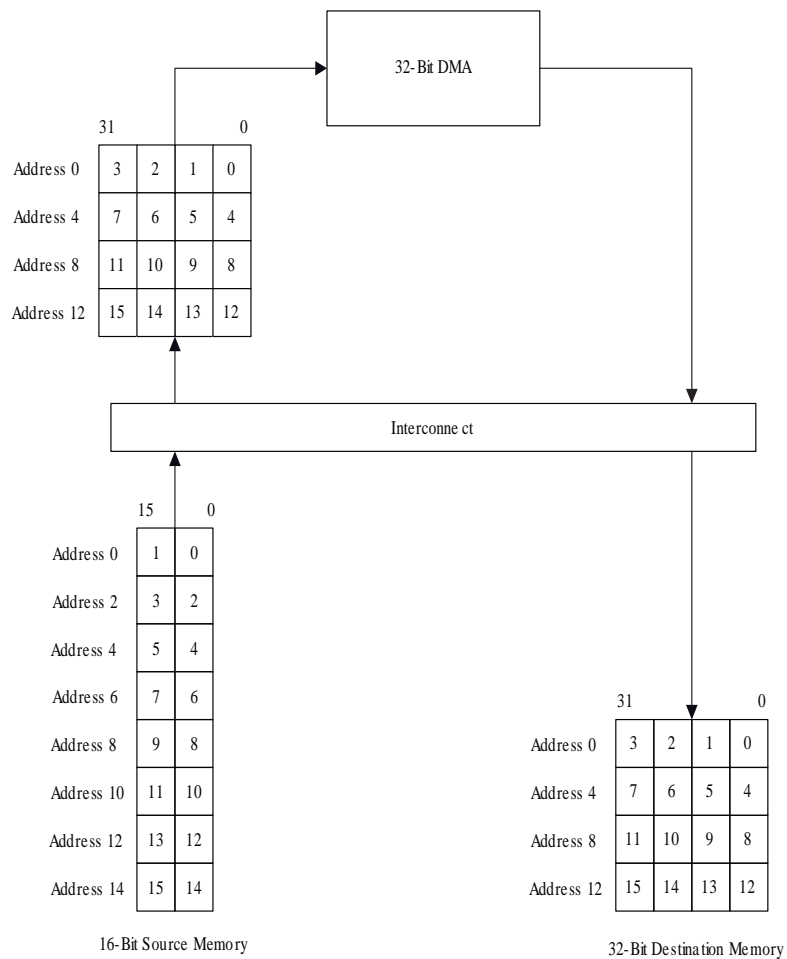 32-Bit DMA
31 0
Address 0 3 2 1 0
Address 4 7 6 5 4
Address 8 11 10 9 8
Address 12 15 14 13 12
Interconnect
15 0
Address 0 1 0
Address 2 3 2
Address 4 5 4
Address 6 7 6
Address 8 9 8
Address 10 11 10
Address 12 13 12
Address 14 15 14
16-Bit Source Memory
31 0
Address 0 3 2 1 0
Address 4 7 6 5 4
Address 8 11 10 9 8
Address 12 15 14 13 12
32-Bit Destination Memory